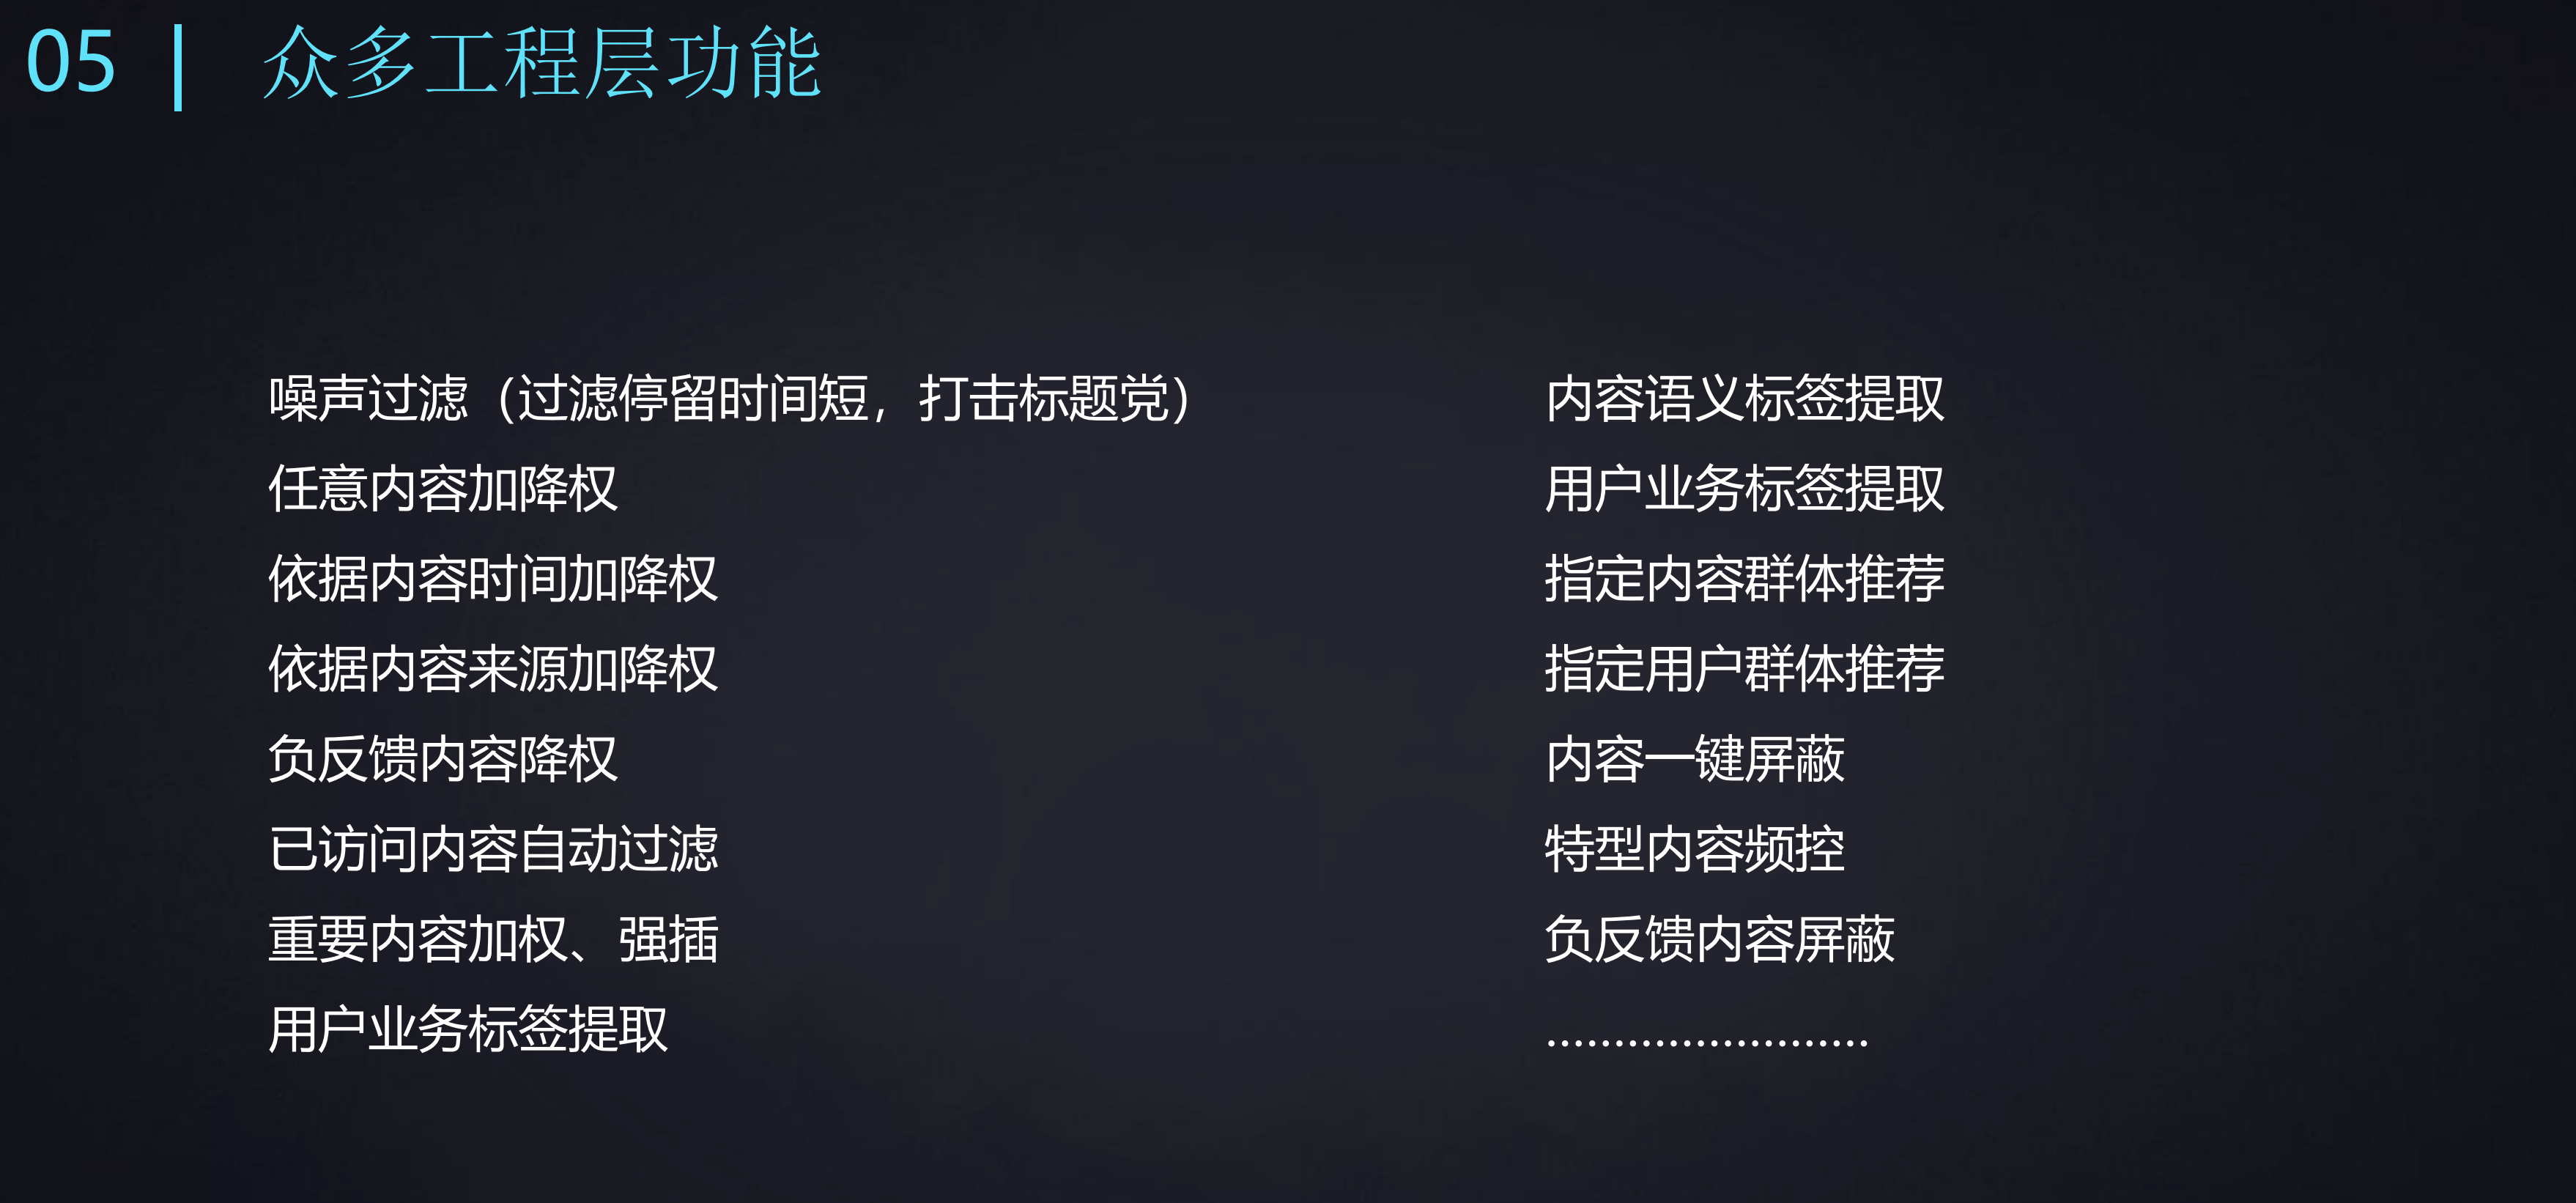 05 | 众多工程层功能
噪声过滤（过滤停留时间短，打击标题党）
任意内容加降权
依据内容时间加降权
依据内容来源加降权
负反馈内容降权
已访问内容自动过滤
重要内容加权、强插
用户业务标签提取
内容语义标签提取
用户业务标签提取
指定内容群体推荐
指定用户群体推荐
内容一键屏蔽
特型内容频控
负反馈内容屏蔽
........................